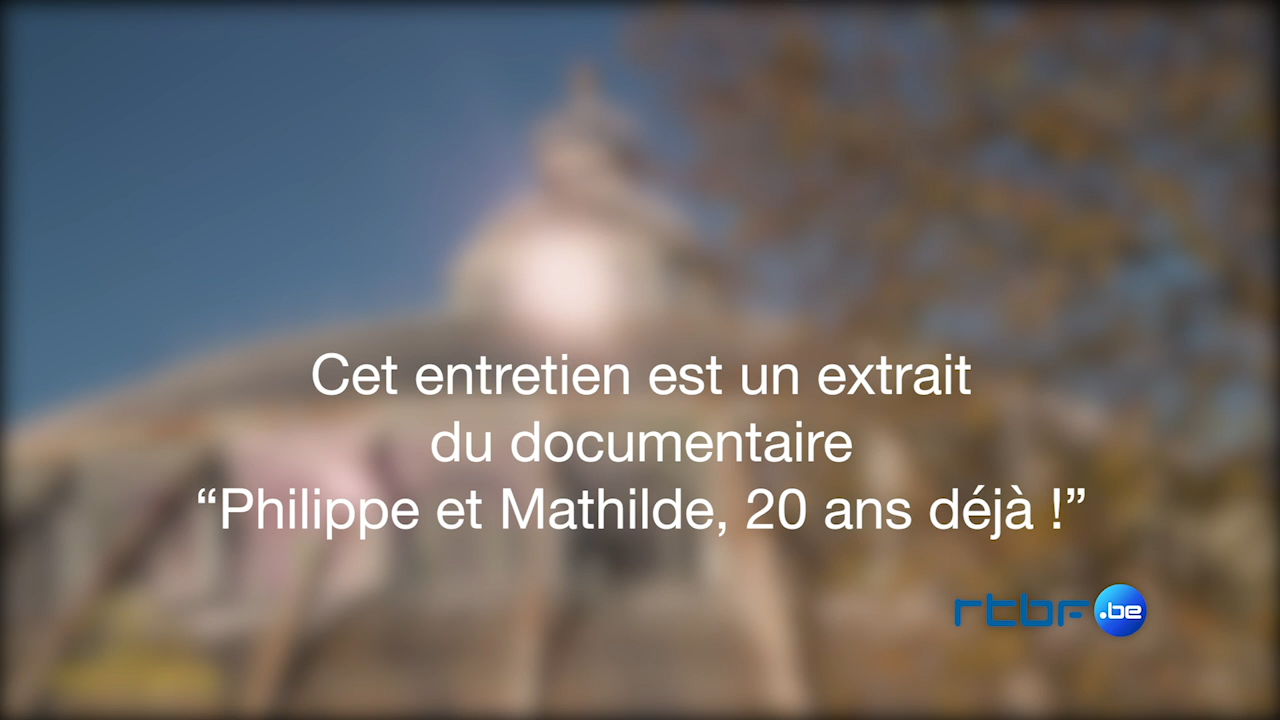 Cet entretien est un extrait
du documentaire
“Philippe et Mathilde, 20 ans déjà !”
rtbf.be